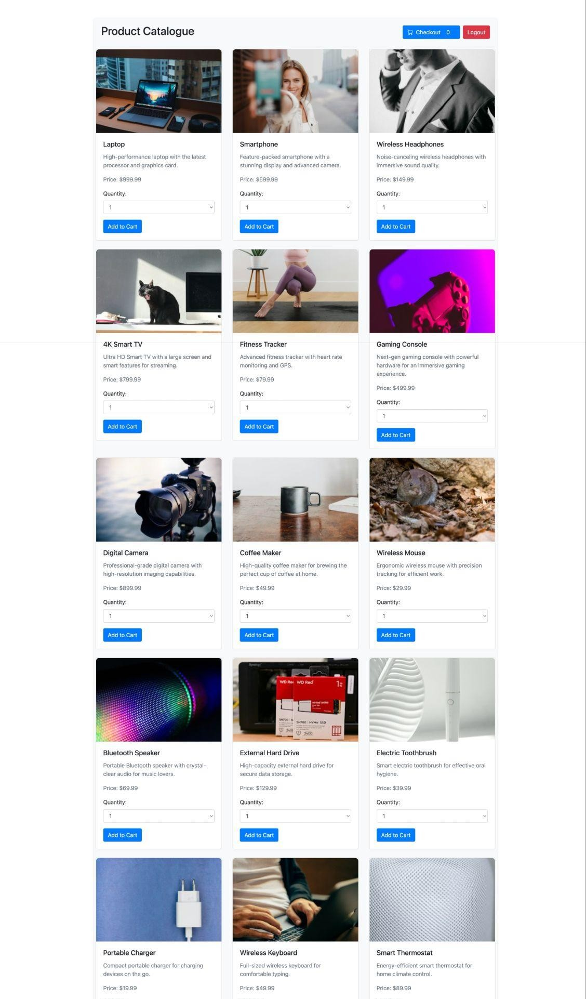 Product Catalogue
Checkout 0
Logout
Laptop
High-performance laptop with the latest
processor and graphics card.
Price: $999.99
Quantity:
1
Add to Cart
Smartphone
Feature-packed smartphone with a
stunning display and advanced camera.
Price: $599.99
Quantity:
1
Add to Cart
Wireless Headphones
Noise-canceling wireless headphones with
immersive sound quality.
Price: $149.99
Quantity:
1
Add to Cart
4K Smart TV
Ultra HD Smart TV with a large screen and
smart features for streaming.
Price: $799.99
Quantity:
1
Add to Cart
Fitness Tracker
Advanced fitness tracker with heart rate
monitoring and GPS.
Price: $79.99
Quantity:
1
Add to Cart
Gaming Console
Next-gen gaming console with powerful
hardware for an immersive gaming
experience.
Price: $499.99
Quantity:
1
Add to Cart
Digital Camera
Professional-grade digital camera with
high-resolution imaging capabilities.
Price: $899.99
Quantity:
1
Add to Cart
Coffee Maker
High-quality coffee maker for brewing the
perfect cup of coffee at home.
Price: $49.99
Quantity:
1
Add to Cart
Wireless Mouse
Ergonomic wireless mouse with precision
tracking for efficient work.
Price: $29.99
Quantity:
1
Add to Cart
Bluetooth Speaker
Portable Bluetooth speaker with crystal-
clear audio for music lovers.
Price: $69.99
Quantity:
1
Add to Cart
Synology
WD Red
WD Red
1TB
SN700 NVMe SSD
3400
3400
External Hard Drive
High-capacity external hard drive for
secure data storage.
Price: $129.99
Quantity:
1
Add to Cart
Electric Toothbrush
Smart electric toothbrush for effective oral
hygiene.
Price: $39.99
Quantity:
1
Add to Cart
Portable Charger
Compact portable charger for charging
devices on the go.
Price: $19.99
Wireless Keyboard
Full-sized wireless keyboard for
comfortable typing.
Price: $49.99
Smart Thermostat
Energy-efficient smart thermostat for
home climate control.
Price: $89.99